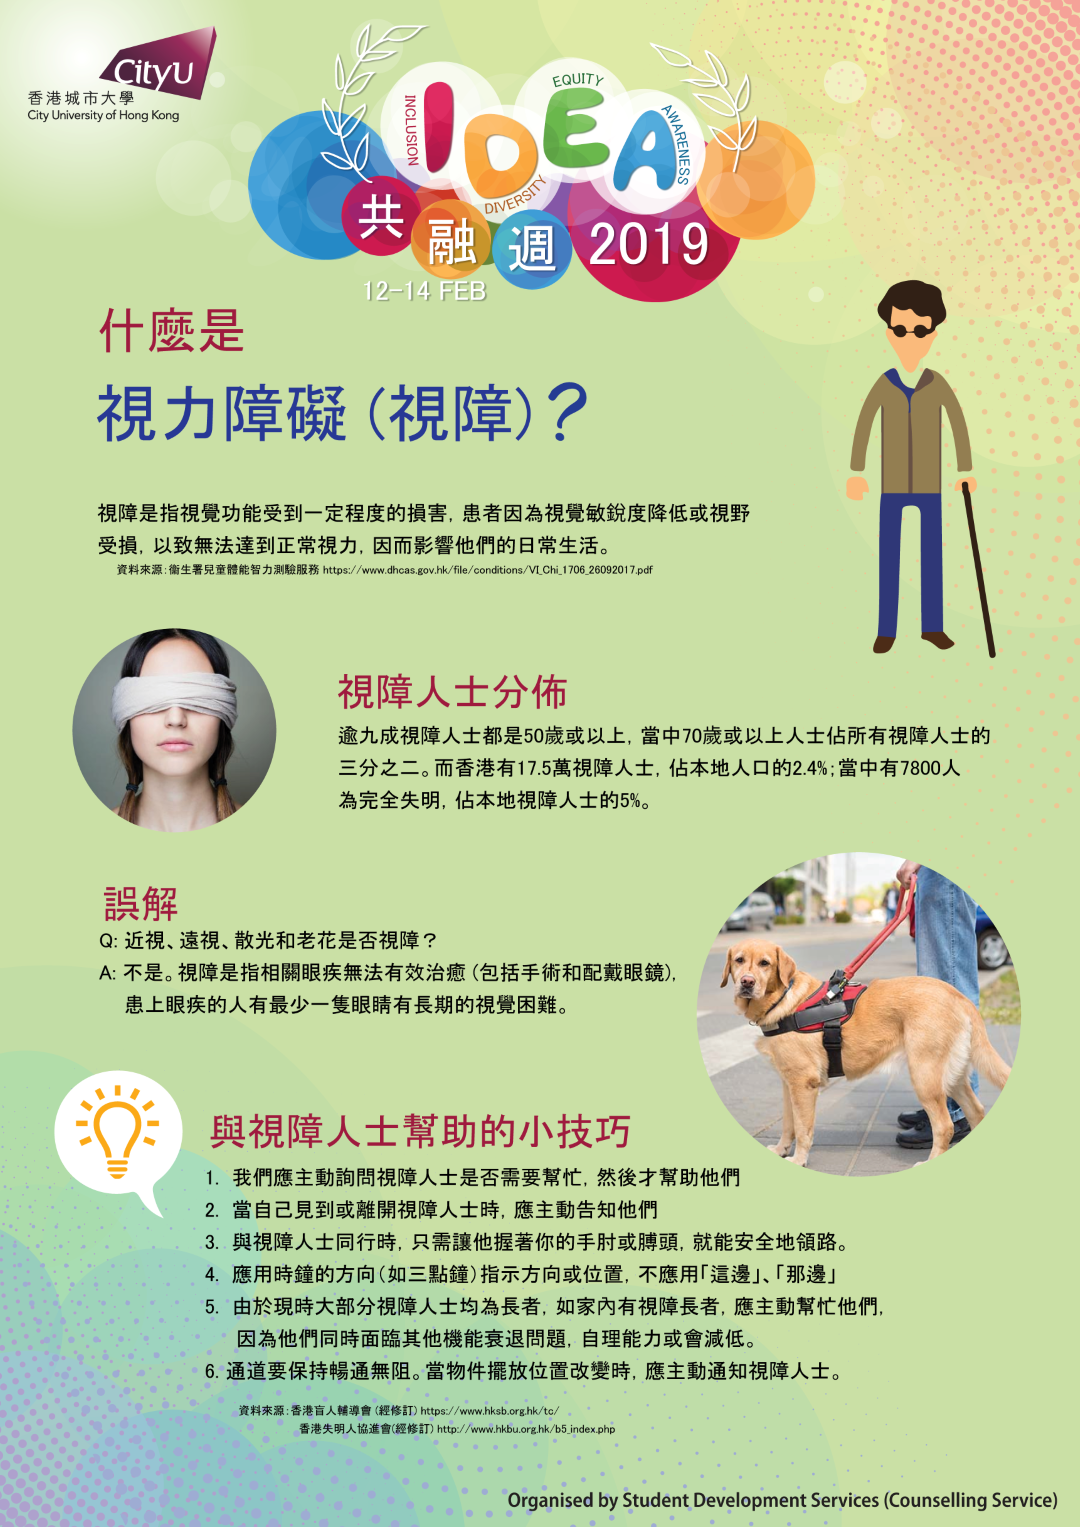 CityU
香港城市大學
City University of Hong Kong
INCLUSION
EQUITY
IDEA
AWARENESS
DIVERSITY
共融週 2019
12-14 FEB
什麼是
視力障礙（視障）？
視障是指視覺功能受到一定程度的損害，患者因為視覺敏銳度降低或視野
受損，以致無法達到正常視力，因而影響他們的日常生活。
資料來源：衞生署兒童體能智力測驗服務 https://www.dhcas.gov.hk/file/conditions/VI_Chi_1706_26092017.pdf
視障人士分佈
逾九成視障人士都是50歲或以上，當中70歲或以上人士佔所有視障人士的
三分之二。而香港有17.5萬視障人士，佔本地人口的2.4%；當中有7800人
為完全失明，佔本地視障人士的5%。
誤解
Q: 近視、遠視、散光和老花是否視障？
A: 不是。視障是指相關眼疾無法有效治癒（包括手術和配戴眼鏡），
患上眼疾的人有最少一隻眼睛有長期的視覺困難。
與視障人士幫助的小技巧
1. 我們應主動詢問視障人士是否需要幫忙，然後才幫助他們
2. 當自己見到或離開視障人士時，應主動告知他們
3. 與視障人士同行時，只需讓他握著你的手肘或膊頭，就能安全地領路。
4. 應用時鐘的方向（如三點鐘）指示方向或位置，不應用「這邊」、「那邊」
5. 由於現時大部分視障人士均為長者，如家內有視障長者，應主動幫忙他們，
因為他們同時面臨其他機能衰退問題，自理能力或會減低。
6. 通道要保持暢通無阻。當物件擺放位置改變時，應主動通知視障人士。
資料來源：香港盲人輔導會（經修訂）https://www.hksb.org.hk/tc/
香港失明人協進會（經修訂）http://www.hkbu.org.hk/b5_index.php
Organised by Student Development Services (Counselling Service)